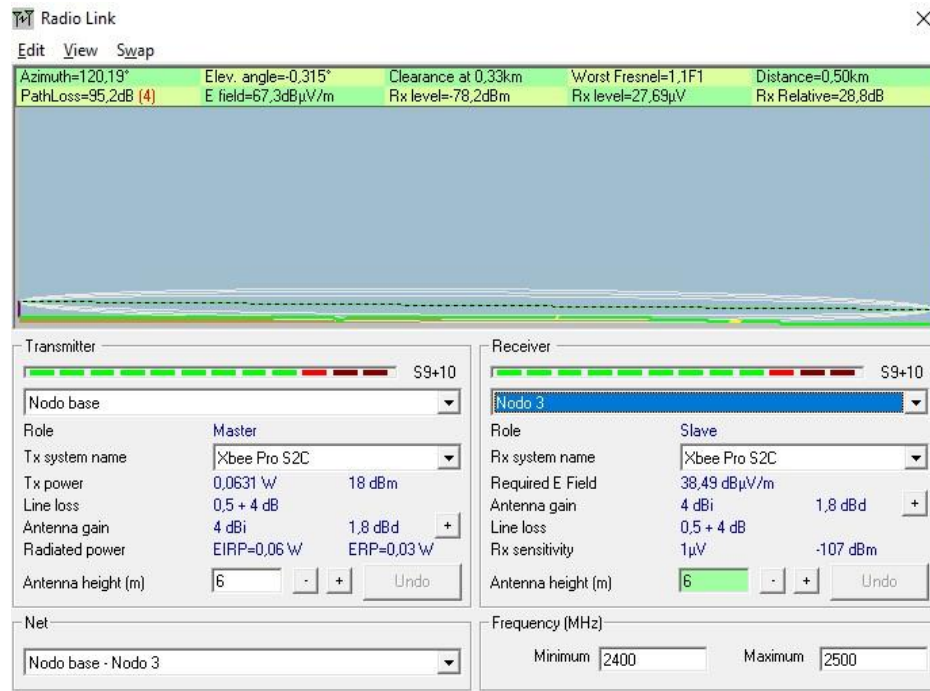 Radio Link
Edit View Swap
Azimuth=120,19° Elev. angle=-0,315° Clearance at 0,33km Worst Fresnel=1,1F1 Distance=0,50km
PathLoss=95,2dB (4) E field=67,3dBμV/m Rx level=-78,2dBm Rx level=27,69μV Rx Relative=28,8dB
Transmitter
S9+10
Nodo base
Role Master
Tx system name Xbee Pro S2C
Tx power 0,0631 W 18 dBm
Line loss 0,5 + 4 dB
Antenna gain 4 dBi 1,8 dBd +
Radiated power EIRP=0,06 W ERP=0,03 W
Antenna height (m) 6 - + Undo
Receiver
S9+10
Nodo 3
Role Slave
Rx system name Xbee Pro S2C
Required E Field 38,49 dBμV/m
Antenna gain 4 dBi 1,8 dBd +
Line loss 0,5 + 4 dB
Rx sensitivity 1μV -107 dBm
Antenna height (m) 6 - + Undo
Net
Nodo base - Nodo 3
Frequency (MHz)
Minimum 2400 Maximum 2500